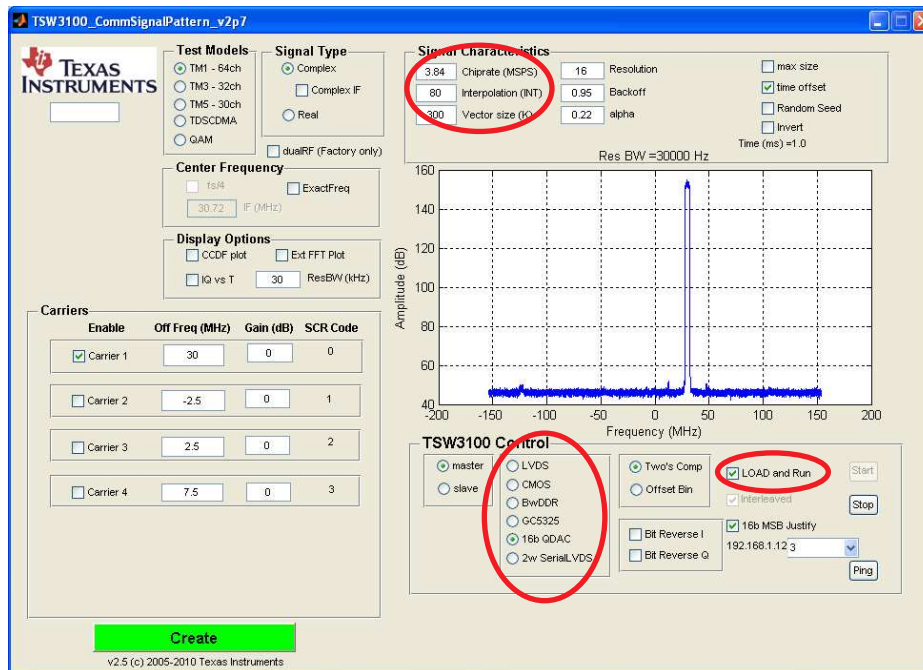 TSW3100_CommSignalPattern_v2p7
TEXAS
INSTRUMENTS
Test Models
TM1 - 64ch
TM3 - 32ch
TM5 - 30ch
TDSCDMA
QAM
Signal Type
Complex
Complex IF
Real
dualRF (Factory only)
Center Frequency
fs/4
ExactFreq
30.72 IF (MHz)
Display Options
CCDF plot
Ext FFT Plot
IQ vs T
30 ResBW (kHz)
Signal Characteristics
3.84 Chiprate (MSPS)
80 Interpolation (INT)
300 Vector size (K)
16 Resolution
0.95 Backoff
0.22 alpha
max size
time offset
Random Seed
Invert
Time (ms) =1.0
Res BW =30000 Hz
160
140
120
100
80
60
40
Amplitude (dB)
-200 -150 -100 -50 0 50 100 150 200
Frequency (MHz)
Carriers
Enable Off Freq (MHz) Gain (dB) SCR Code
Carrier 1 30 0 0
Carrier 2 -2.5 0 1
Carrier 3 2.5 0 2
Carrier 4 7.5 0 3
TSW3100 Control
master
slave
LVDS
CMOS
BwDDR
GC5325
16b QDAC
2w SerialLVDS
Two's Comp
Offset Bin
Bit Reverse I
Bit Reverse Q
LOAD and Run
Interleaved
16b MSB Justify
192.168.1.12 3
Start
Stop
Ping
Create
v2.5 (c) 2005-2010 Texas Instruments